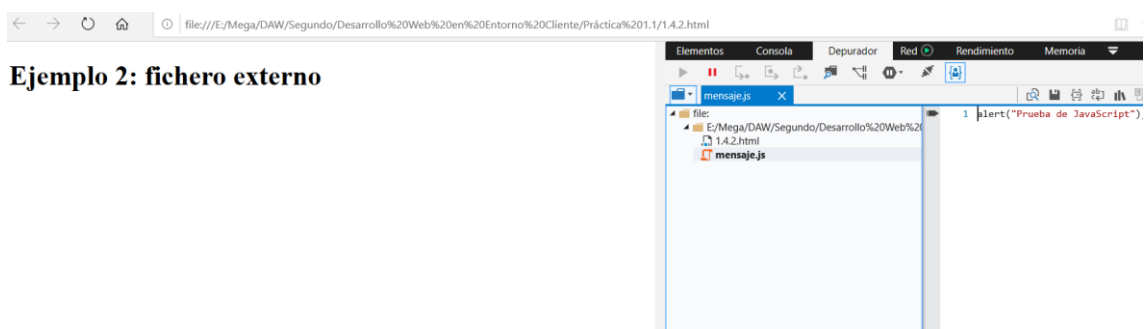 file:///E:/Mega/DAW/Segundo/Desarrollo%20Web%20en%20Entorno%20Cliente/Práctica%201.1/1.4.2.html
Ejemplo 2: fichero externo
Elementos Consola Depurador Red Rendimiento Memoria
mensaje.js
file:
E:/Mega/DAW/Segundo/Desarrollo%20Web%2
1.4.2.html
mensaje.js
1 alert("Prueba de JavaScript")